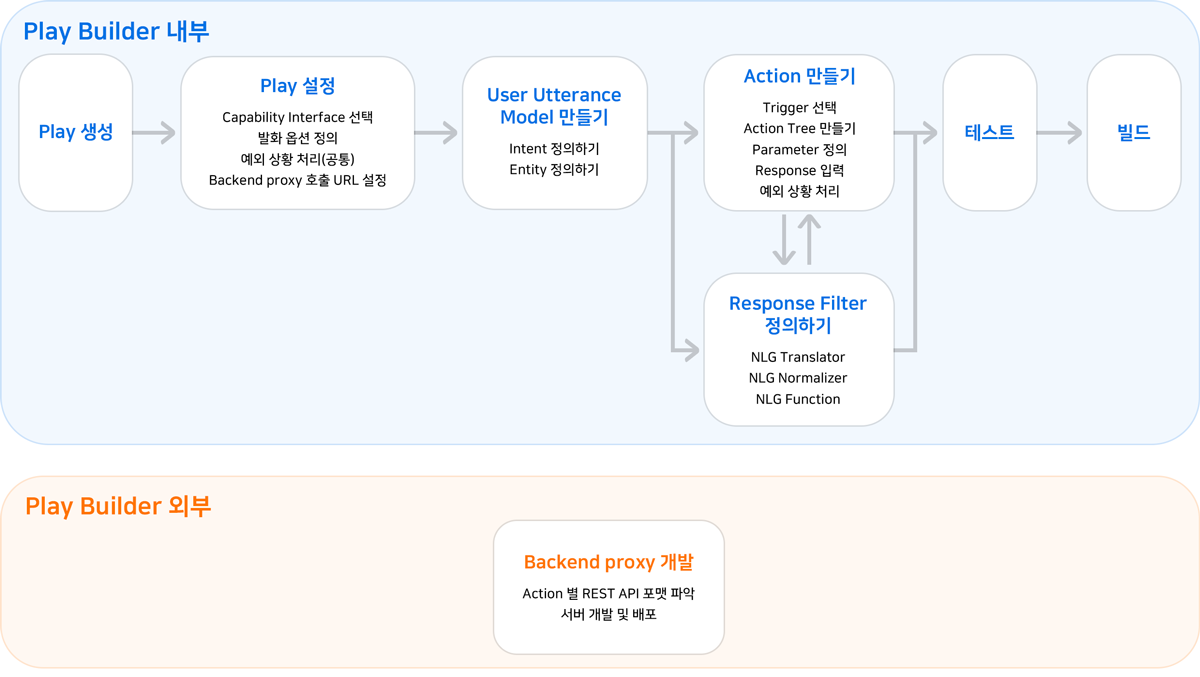 Play Builder 내부
Play 생성
Play 설정
Capability Interface 선택
발화 옵션 정의
예외 상황 처리(공통)
Backend proxy 호출 URL 설정
User Utterance
Model 만들기
Intent 정의하기
Entity 정의하기
Action 만들기
Trigger 선택
Action Tree 만들기
Parameter 정의
Response 입력
예외 상황 처리
Response Filter
정의하기
NLG Translator
NLG Normalizer
NLG Function
테스트
빌드
Play Builder 외부
Backend proxy 개발
Action 별 REST API 포맷 파악
서버 개발 및 배포